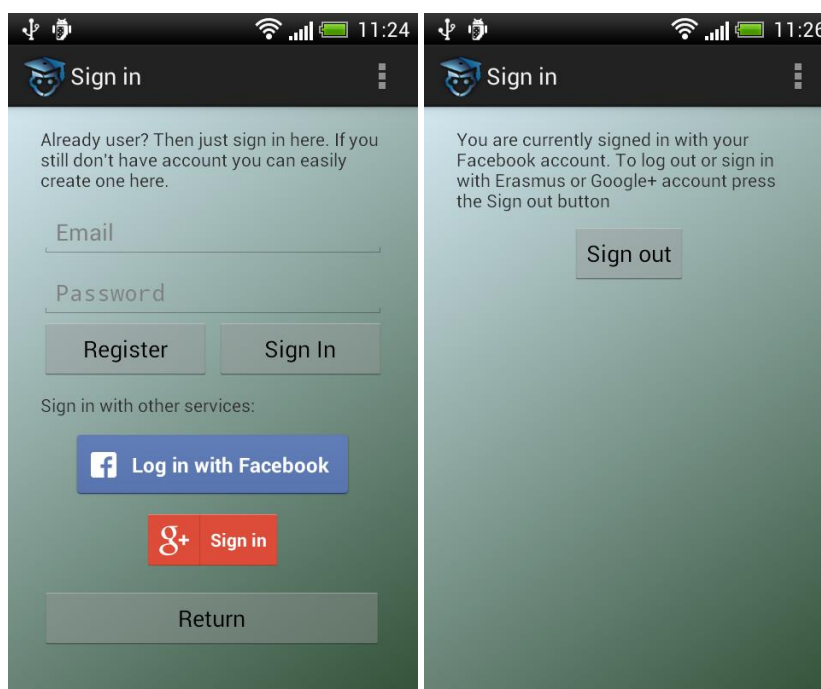 11:24
Sign in
Already user? Then just sign in here. If you
still don't have account you can easily
create one here.
Email
Password
Register
Sign In
Sign in with other services:
f Log in with Facebook
g+ Sign in
Return
11:26
Sign in
You are currently signed in with your
Facebook account. To log out or sign in
with Erasmus or Google+ account press
the Sign out button
Sign out